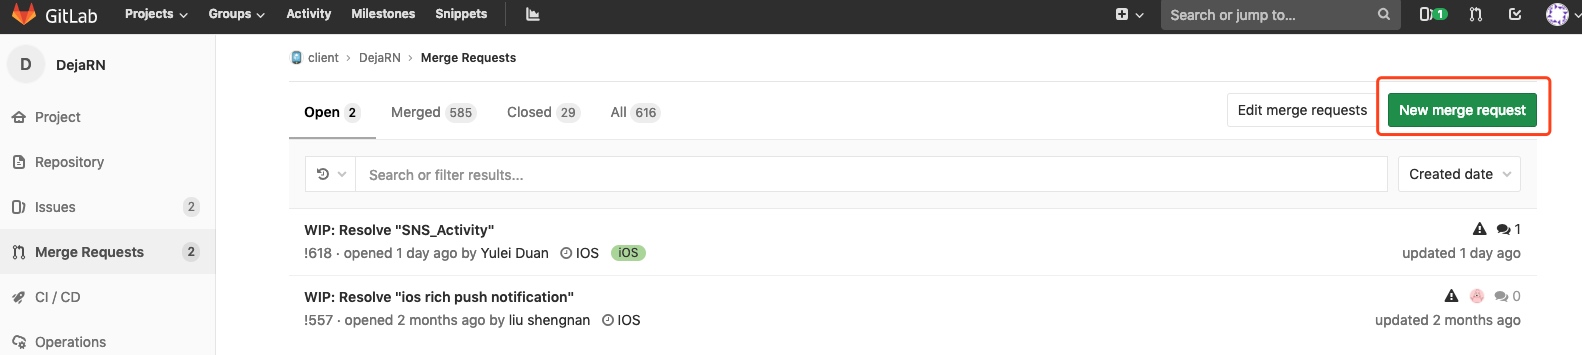 GitLab Projects Groups Activity Milestones Snippets Search or jump to... 1
D DejaRN
client › DejaRN › Merge Requests
Project
Repository
Issues 2
Merge Requests 2
CI / CD
Operations
Open 2 Merged 585 Closed 29 All 616 Edit merge requests New merge request
Search or filter results... Created date
WIP: Resolve "SNS_Activity" 1
!618 · opened 1 day ago by Yulei Duan IOS iOS updated 1 day ago
WIP: Resolve "ios rich push notification" 0
!557 · opened 2 months ago by liu shengnan IOS updated 2 months ago